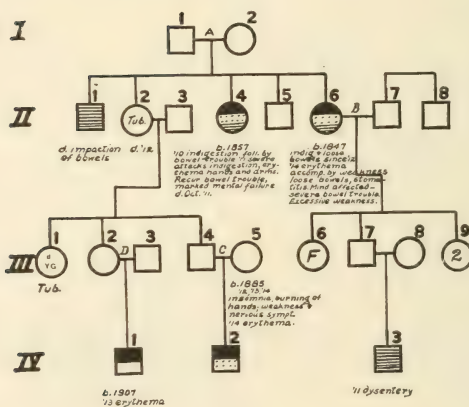 I
1
2
A
II
1
2
3
4
5
6
7
8
Tub.
B
d. impaction
of bowels
d. '12
b. 1857
'10 indigestion foll. by
bowel trouble '11 severe
attacks indigestion, ery-
thema hands and arms.
Recur bowel trouble,
marked mental failure
d. Oct. '11.
b. 1847
indig & loose
bowels since '12
'14 erythema
accomp. by weakness
loose bowels, stoma-
titis. Mind affected-
severe bowel trouble
Excessive weakness.
III
1
2
3
4
5
6
7
8
9
d
YG
D
C
F
2
Tub.
b. 1885
'12, '13, '14
insomnia, burning of
hands, weakness &
nervous sympt.
'14 erythema.
IV
1
2
3
b. 1907
'13 erythema
'11 dysentery